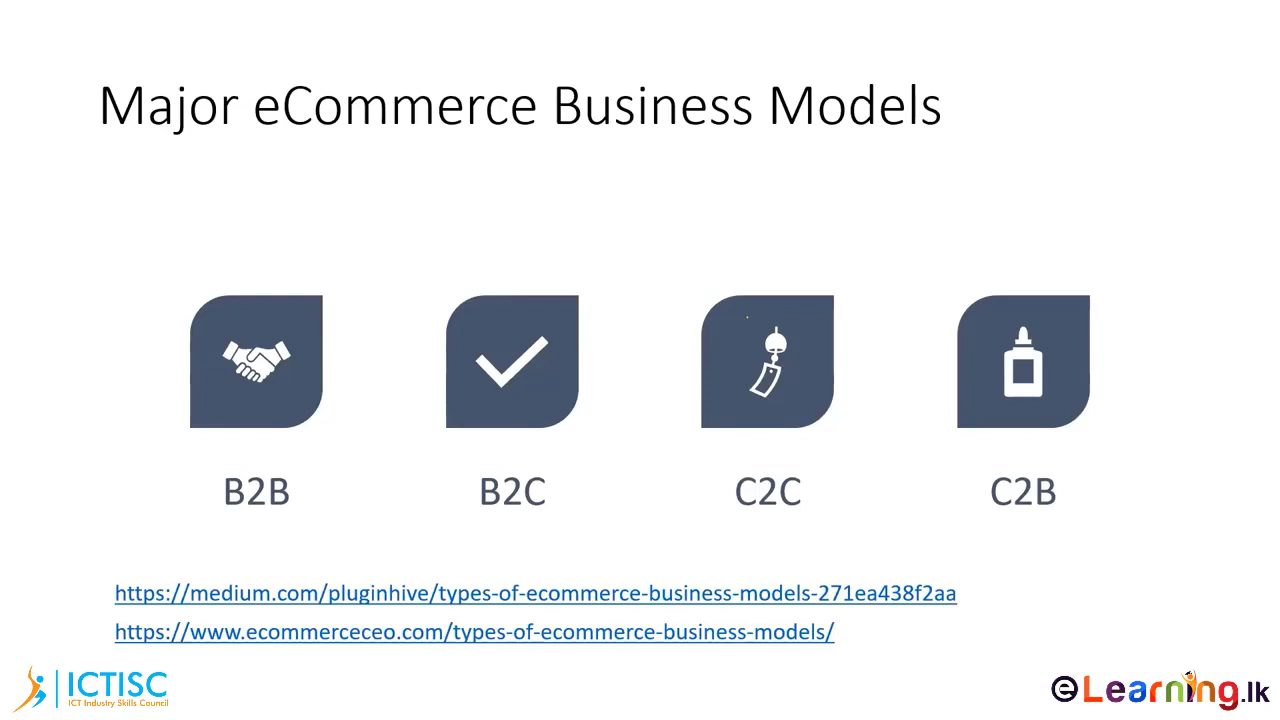 Major eCommerce Business Models
B2B
B2C
C2C
C2B
https://medium.com/pluginhive/types-of-ecommerce-business-models-271ea438f2aa
https://www.ecommerceceo.com/types-of-ecommerce-business-models/
ICTISC
ICT Industry Skills Council
eLearning.lk